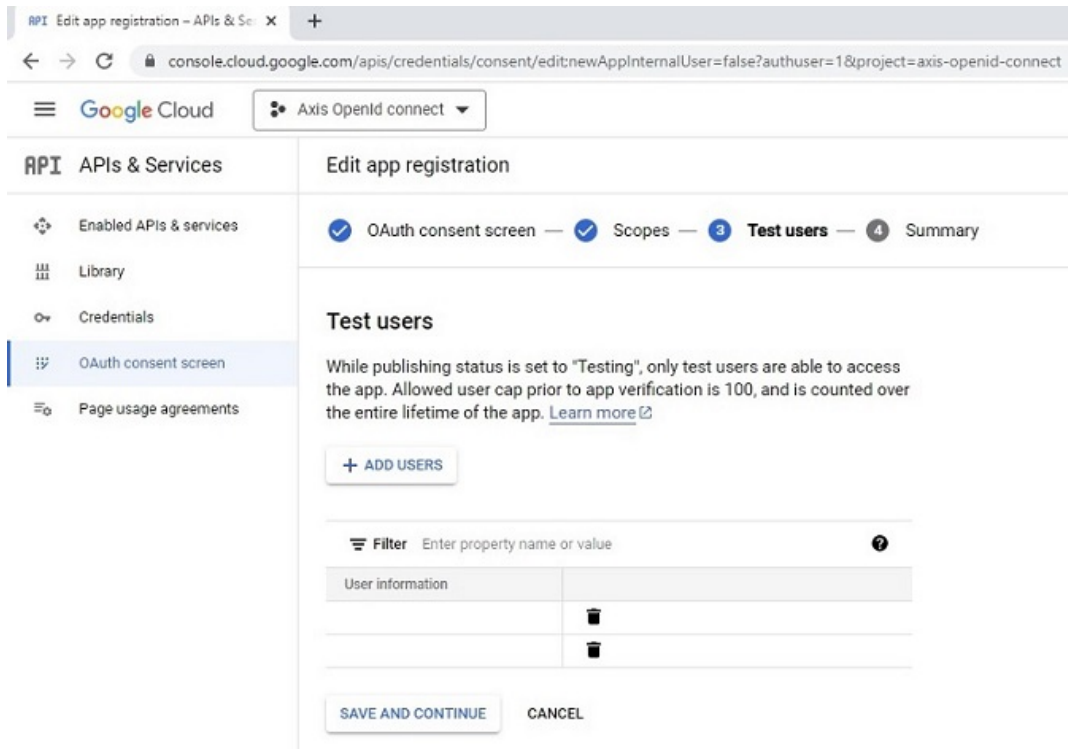 API Edit app registration – APIs & Se
console.cloud.google.com/apis/credentials/consent/edit;newAppInternalUser=false?authuser=1&project=axis-openid-connect
Google Cloud Axis OpenId connect
API APIs & Services
Edit app registration
Enabled APIs & services
Library
Credentials
OAuth consent screen
Page usage agreements
OAuth consent screen — Scopes — 3 Test users — 4 Summary
Test users
While publishing status is set to "Testing", only test users are able to access
the app. Allowed user cap prior to app verification is 100, and is counted over
the entire lifetime of the app. Learn more
+ ADD USERS
Filter Enter property name or value
User information
SAVE AND CONTINUE CANCEL